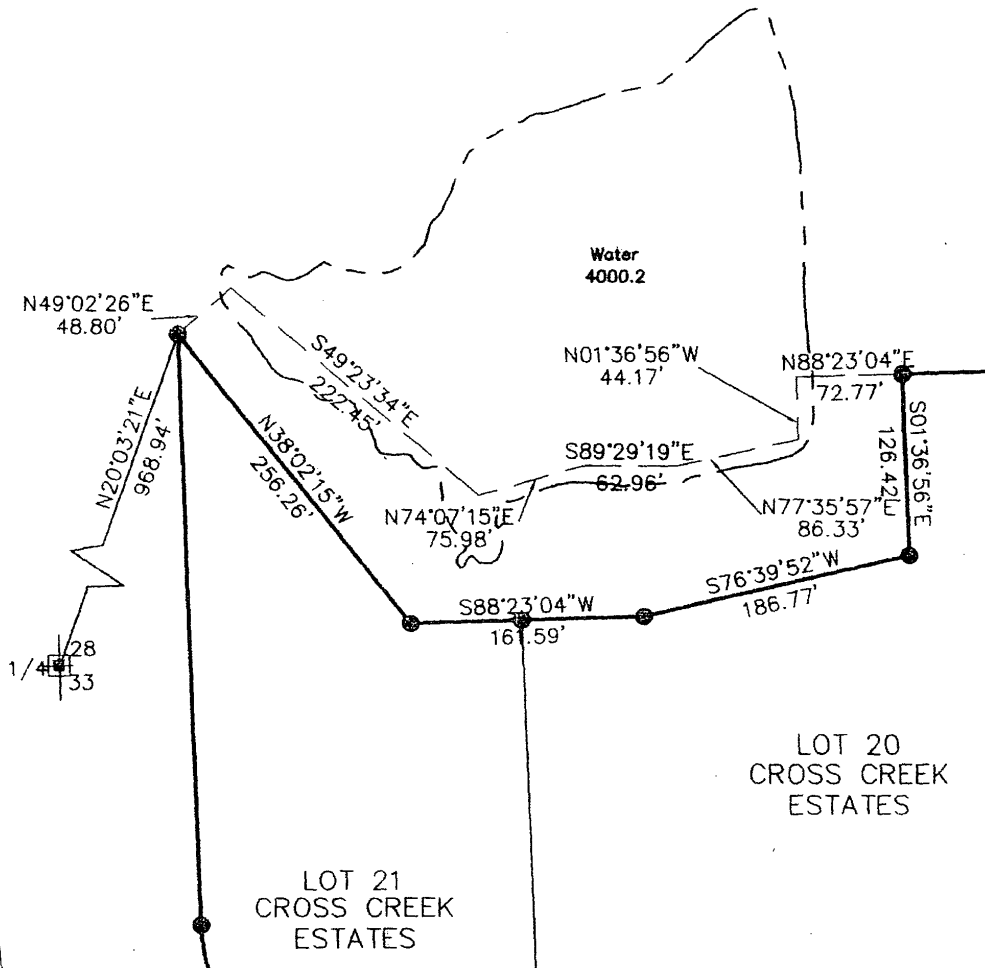 Water
4000.2
N49°02'26"E
48.80'
S49°23'34"E
222.45'
N01°36'56"W
44.17'
N88°23'04"E
72.77'
N20°03'21"E
968.94'
N38°02'15"W
256.26'
S01°36'56"E
126.42'
S89°29'19"E
62.96'
N74°07'15"E
75.98'
N77°35'57"E
86.33'
S76°39'52"W
186.77'
S88°23'04"W
161.59'
28
1/4
33
LOT 20
CROSS CREEK
ESTATES
LOT 21
CROSS CREEK
ESTATES